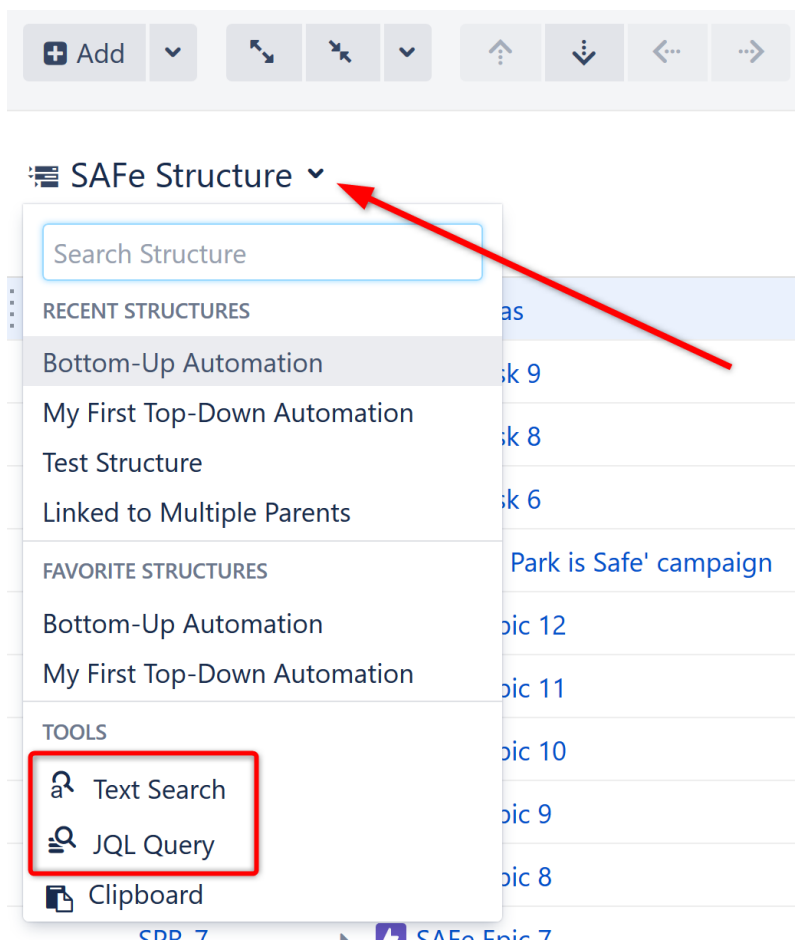 Add
SAFe Structure
Search Structure
RECENT STRUCTURES
as
Bottom-Up Automation
sk 9
My First Top-Down Automation
sk 8
Test Structure
sk 6
Linked to Multiple Parents
Park is Safe' campaign
FAVORITE STRUCTURES
Bottom-Up Automation
pic 12
My First Top-Down Automation
pic 11
TOOLS
pic 10
Text Search
pic 9
JQL Query
pic 8
Clipboard
SAFe Epic 7